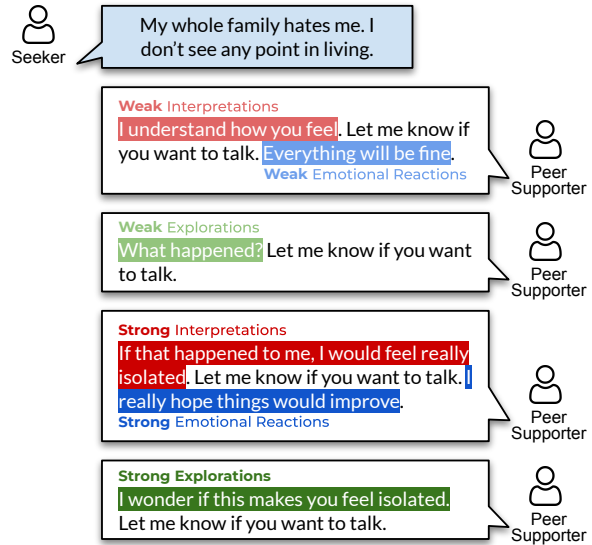 My whole family hates me. I
don't see any point in living.
Seeker
Weak Interpretations
I understand how you feel. Let me know if
you want to talk. Everything will be fine.
Weak Emotional Reactions
Peer
Supporter
Weak Explorations
What happened? Let me know if you want
to talk.
Peer
Supporter
Strong Interpretations
If that happened to me, I would feel really
isolated. Let me know if you want to talk. I
really hope things would improve.
Strong Emotional Reactions
Peer
Supporter
Strong Explorations
I wonder if this makes you feel isolated.
Let me know if you want to talk.
Peer
Supporter